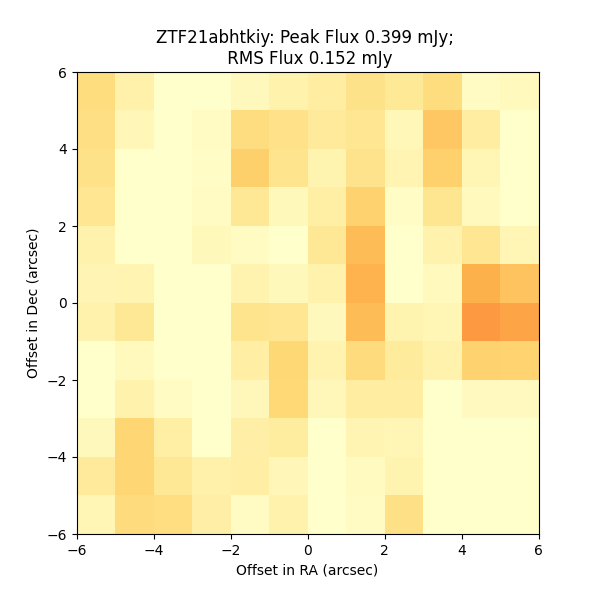 ZTF21abhtkiy: Peak Flux 0.399 mJy;
RMS Flux 0.152 mJy
6
4
2
0
−2
−4
−6
Offset in Dec (arcsec)
−6 −4 −2 0 2 4 6
Offset in RA (arcsec)